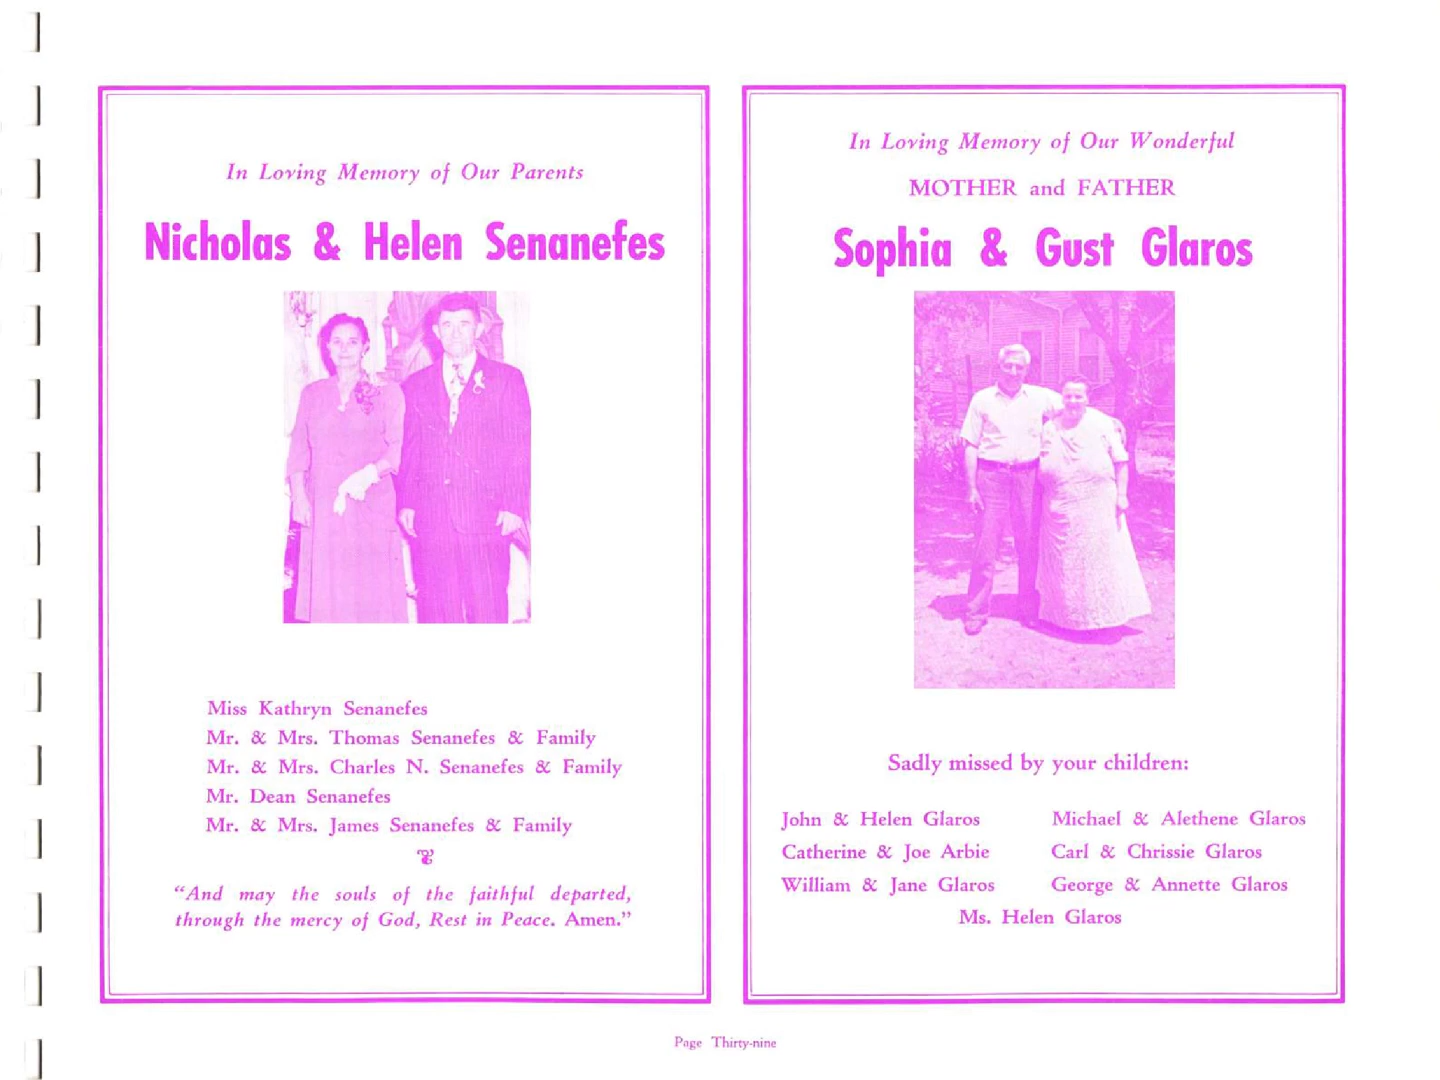 In Loving Memory of Our Parents
Nicholas & Helen Senanefes
Miss Kathryn Senanefes
Mr. & Mrs. Thomas Senanefes & Family
Mr. & Mrs. Charles N. Senanefes & Family
Mr. Dean Senanefes
Mr. & Mrs. James Senanefes & Family
“And may the souls of the faithful departed,
through the mercy of God, Rest in Peace. Amen.”
In Loving Memory of Our Wonderful
MOTHER and FATHER
Sophia & Gust Glaros
Sadly missed by your children:
John & Helen Glaros
Catherine & Joe Arbie
William & Jane Glaros
Michael & Alethene Glaros
Carl & Chrissie Glaros
George & Annette Glaros
Ms. Helen Glaros
Page Thirty-nine